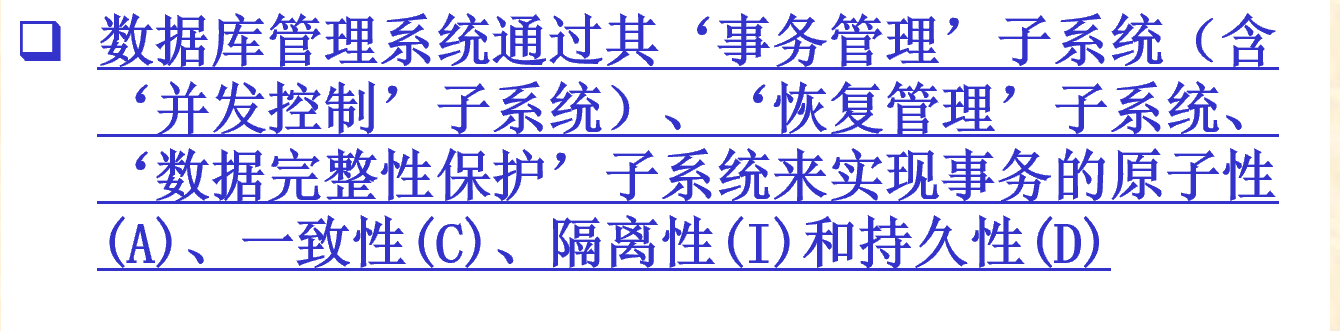 数据库管理系统通过其‘事务管理’子系统（含
‘并发控制’子系统）、‘恢复管理’子系统、
‘数据完整性保护’子系统来实现事务的原子性
(A)、一致性(C)、隔离性(I)和持久性(D)